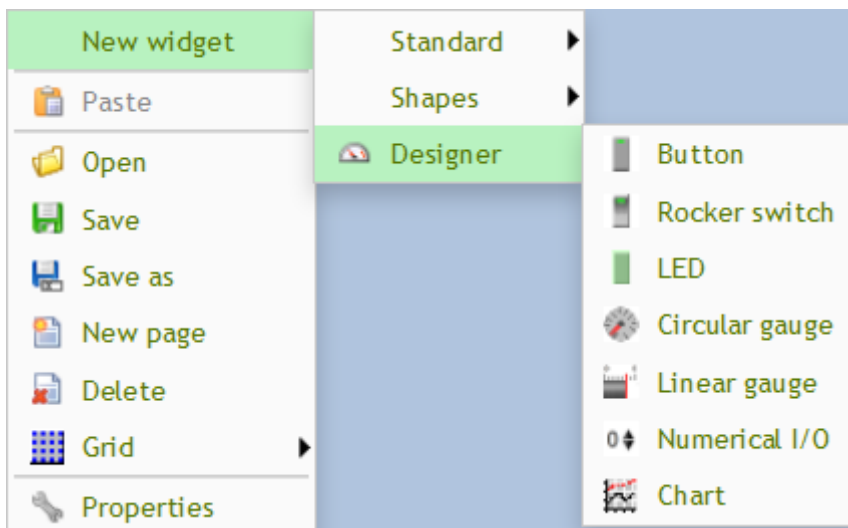 New widget
Paste
Open
Save
Save as
New page
Delete
Grid
Properties
Standard
Shapes
Designer
Button
Rocker switch
LED
Circular gauge
Linear gauge
Numerical I/O
Chart